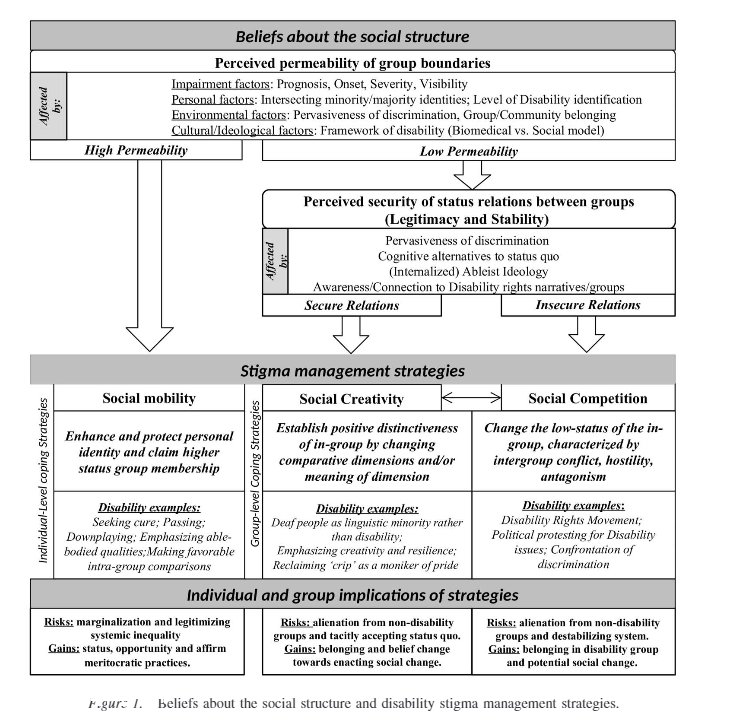 Beliefs about the social structure
Perceived permeability of group boundaries
Affected
by:
Impairment factors: Prognosis, Onset, Severity, Visibility
Personal factors: Intersecting minority/majority identities; Level of Disability identification
Environmental factors: Pervasiveness of discrimination, Group/Community belonging
Cultural/Ideological factors: Framework of disability (Biomedical vs. Social model)
High Permeability
Low Permeability
Perceived security of status relations between groups
(Legitimacy and Stability)
Affected
by:
Pervasiveness of discrimination
Cognitive alternatives to status quo
(Internalized) Ableist Ideology
Awareness/Connection to Disability rights narratives/groups
Secure Relations
Insecure Relations
Stigma management strategies
Individual-Level coping Strategies
Social mobility
Enhance and protect personal
identity and claim higher
status group membership
Disability examples:
Seeking cure; Passing;
Downplaying; Emphasizing able-
bodied qualities;Making favorable
intra-group comparisons
Group-level Coping Strategies
Social Creativity
Establish positive distinctiveness
of in-group by changing
comparative dimensions and/or
meaning of dimension
Disability examples:
Deaf people as linguistic minority rather
than disability;
Emphasizing creativity and resilience;
Reclaiming ‘crip’ as a moniker of pride
Social Competition
Change the low-status of the in-
group, characterized by
intergroup conflict, hostility,
antagonism
Disability examples:
Disability Rights Movement;
Political protesting for Disability
issues; Confrontation of
discrimination
Individual and group implications of strategies
Risks: marginalization and legitimizing
systemic inequality
Gains: status, opportunity and affirm
meritocratic practices.
Risks: alienation from non-disability
groups and tacitly accepting status quo.
Gains: belonging and belief change
towards enacting social change.
Risks: alienation from non-disability
groups and destabilizing system.
Gains: belonging in disability group
and potential social change.
Figure 1. Beliefs about the social structure and disability stigma management strategies.